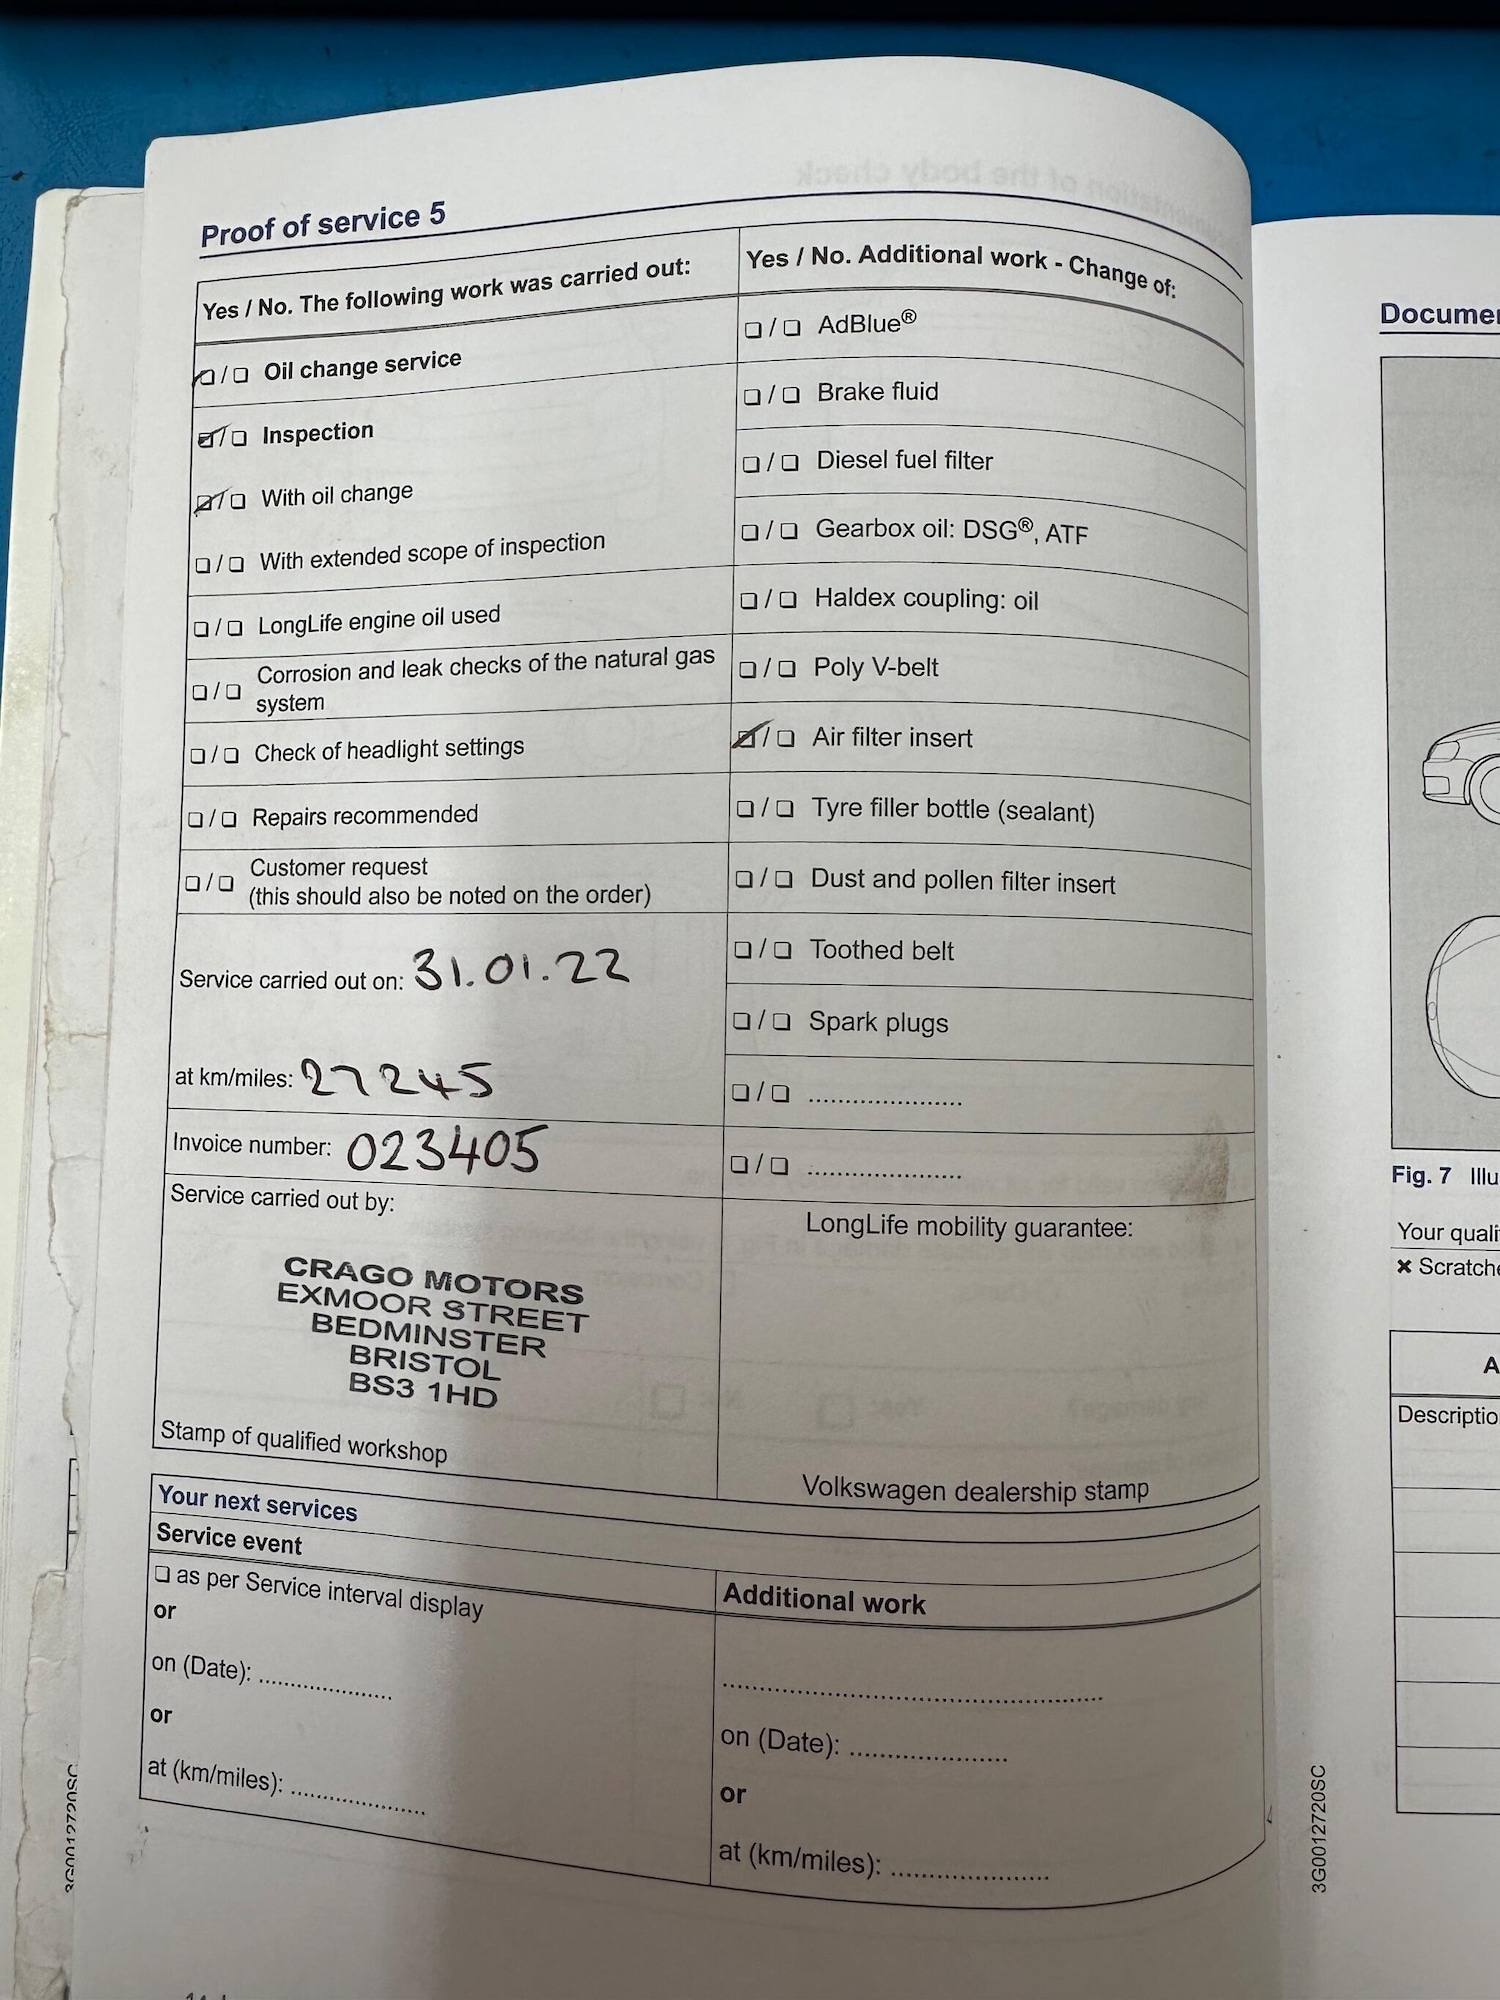 Proof of service 5
Yes / No. The following work was carried out:
☑ / ❏ Oil change service
☑ / ❏ Inspection
☑ / ❏ With oil change
❏ / ❏ With extended scope of inspection
❏ / ❏ LongLife engine oil used
❏ / ❏ Corrosion and leak checks of the natural gas
system
❏ / ❏ Check of headlight settings
❏ / ❏ Repairs recommended
❏ / ❏ Customer request
(this should also be noted on the order)
Service carried out on: 31.01.22
at km/miles: 27245
Invoice number: 023405
Service carried out by:
CRAGO MOTORS
EXMOOR STREET
BEDMINSTER
BRISTOL
BS3 1HD
Stamp of qualified workshop
Yes / No. Additional work - Change of:
❏ / ❏ AdBlue®
❏ / ❏ Brake fluid
❏ / ❏ Diesel fuel filter
❏ / ❏ Gearbox oil: DSG®, ATF
❏ / ❏ Haldex coupling: oil
❏ / ❏ Poly V-belt
☑ / ❏ Air filter insert
❏ / ❏ Tyre filler bottle (sealant)
❏ / ❏ Dust and pollen filter insert
❏ / ❏ Toothed belt
❏ / ❏ Spark plugs
❏ / ❏ ......................
❏ / ❏ ......................
LongLife mobility guarantee:
Volkswagen dealership stamp
Your next services
Service event
❏ as per Service interval display
or
on (Date): ....................
or
at (km/miles): ....................
Additional work
......................................................
on (Date): ......................
or
at (km/miles): ......................
3G0012720SC
3G0012720SC
Fig. 7
Your
✖
A